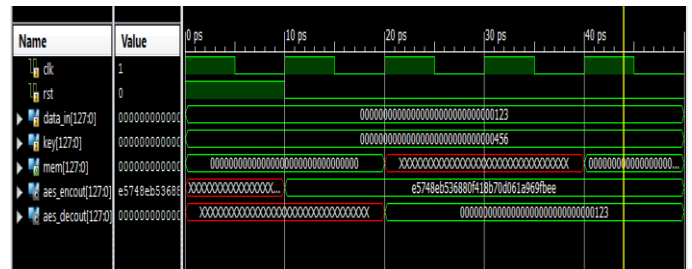 Name Value 0 ps 10 ps 20 ps 30 ps 40 ps
clk 1
rst 0
data_in[127:0] 000000000000 00000000000000000000000000000123
key[127:0] 000000000000 00000000000000000000000000000456
mem[127:0] 000000000000 00000000000000000000000000000000 XXXXXXXXXXXXXXXXXXXXXXXXXXXXXXXX 0000000000000000...
aes_encout[127:0] e5748eb53688 XXXXXXXXXXXXXXXX... e5748eb536880f418b70d061a969fbee
aes_decout[127:0] 000000000000 XXXXXXXXXXXXXXXXXXXXXXXXXXXXXXXX 00000000000000000000000000000123